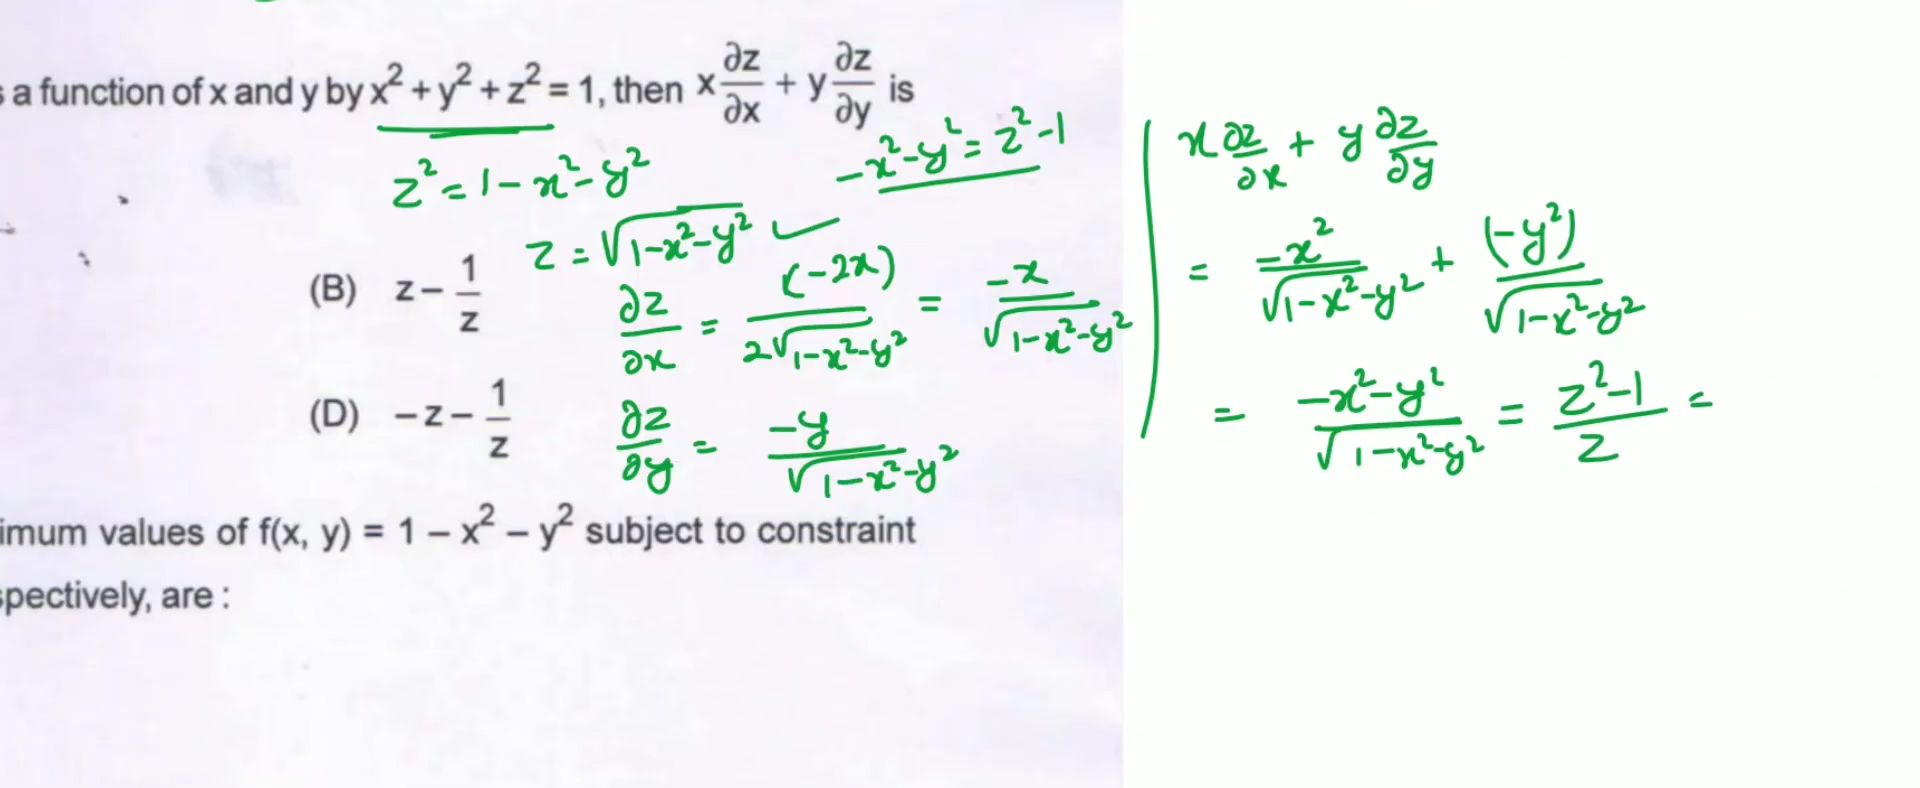 a function of x and y by x² + y² + z² = 1, then x ∂z/∂x + y ∂z/∂y is
z² = 1 - x² - y²
-x² - y² = z² - 1
z = √(1-x²-y²) ✓
(B) z - 1/z
∂z/∂x = (-2x)/(2√(1-x²-y²)) = -x/√(1-x²-y²)
(D) -z - 1/z
∂z/∂y = -y/√(1-x²-y²)
x ∂z/∂x + y ∂z/∂y
= -x²/√(1-x²-y²) + (-y²)/√(1-x²-y²)
= (-x²-y²)/√(1-x²-y²) = (z²-1)/z =
imum values of f(x, y) = 1 – x² – y² subject to constraint
spectively, are :